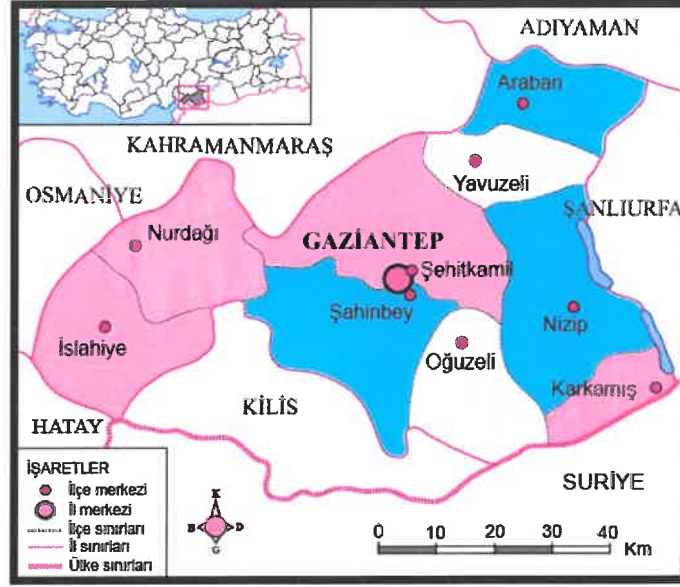 ADIYAMAN
Araban
KAHRAMANMARAŞ
Yavuzeli
OSMANİYE
ŞANLIURFA
Nurdağı
GAZİANTEP
Şehitkamil
Şahinbey
Nizip
İslahiye
Oğuzeli
Karkamış
KİLİS
HATAY
SURİYE
İŞARETLER
İlçe merkezi
İl merkezi
İlçe sınırları
İl sınırları
Ülke sınırları
K
B D
G
0 10 20 30 40
Km